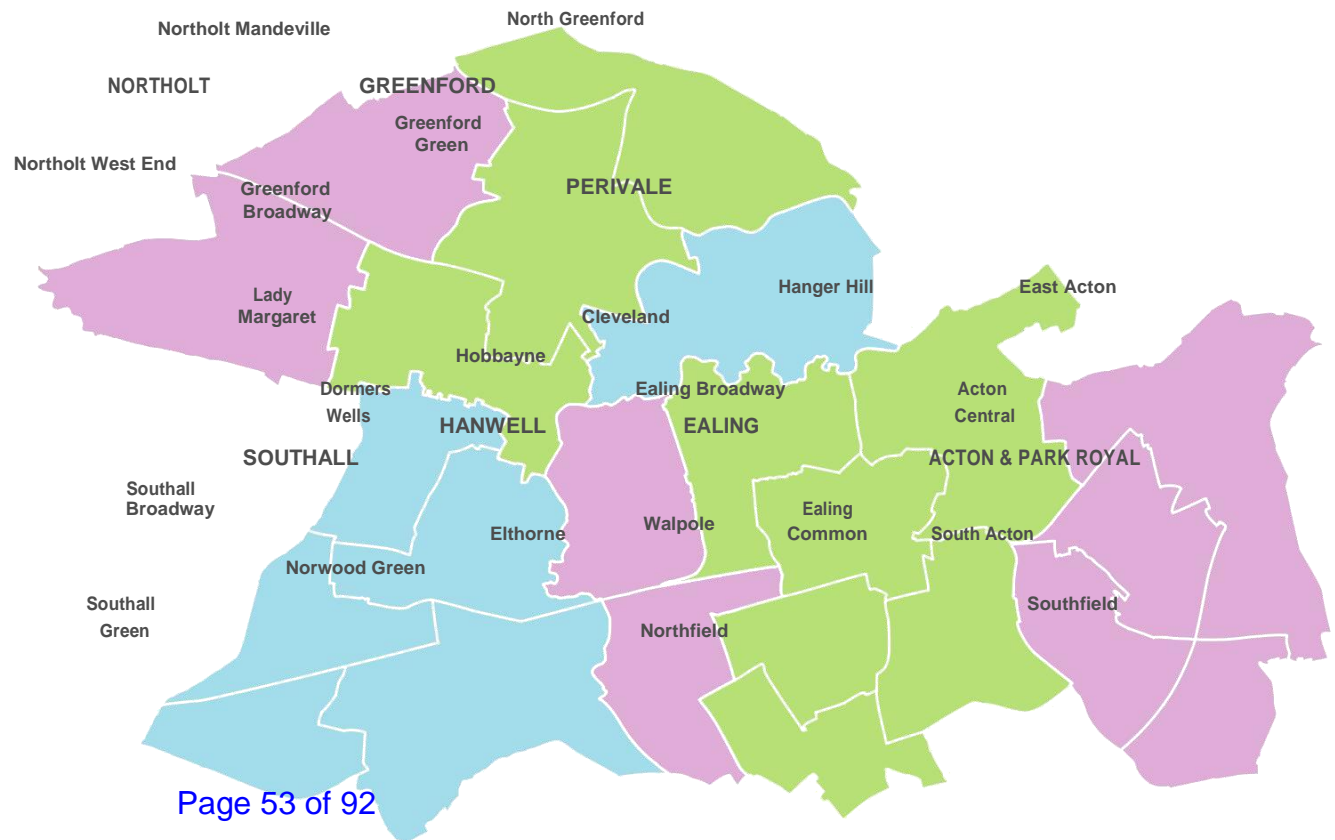 North Greenford
Northolt Mandeville
NORTHOLT
GREENFORD
Greenford
Green
Northolt West End
Greenford
Broadway
PERIVALE
Hanger Hill
East Acton
Lady
Margaret
Cleveland
Hobbayne
Dormers
Wells
Ealing Broadway
Acton
Central
HANWELL
EALING
SOUTHALL
ACTON & PARK ROYAL
Southall
Broadway
Elthorne
Walpole
Ealing
Common
South Acton
Norwood Green
Southall
Green
Northfield
Southfield
Page 53 of 92